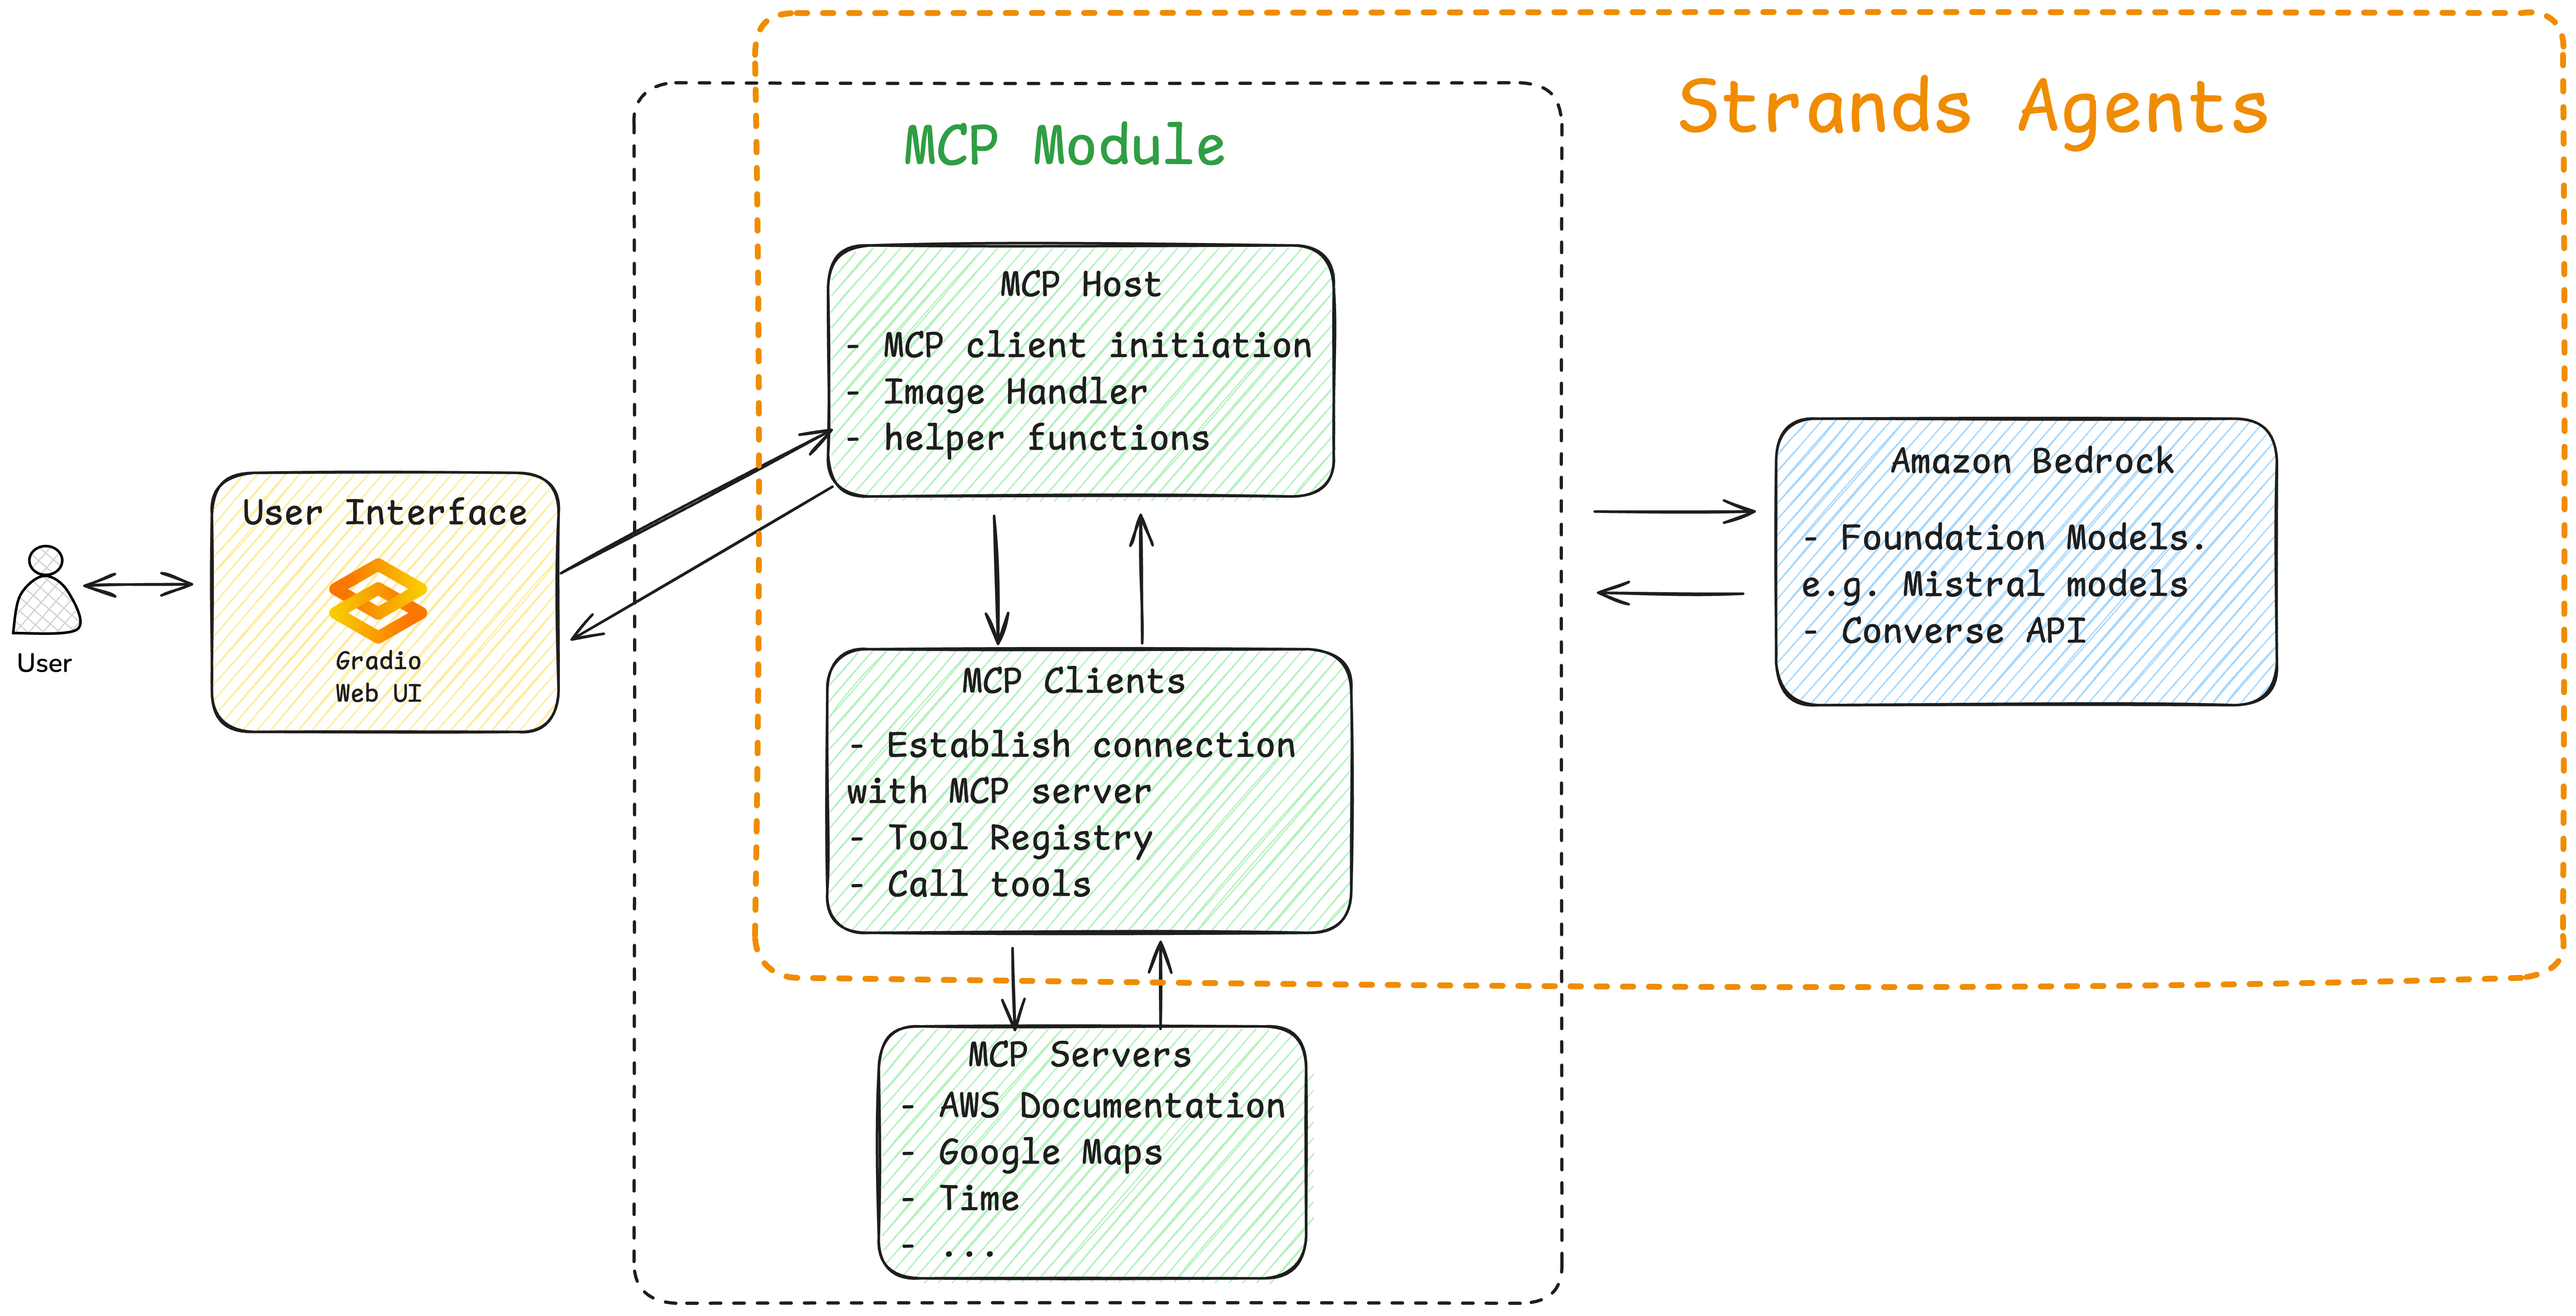 Strands Agents
MCP Module
MCP Host
- MCP client initiation
- Image Handler
- helper functions
User Interface
Gradio
Web UI
User
Amazon Bedrock
- Foundation Models.
e.g. Mistral models
- Converse API
MCP Clients
- Establish connection
with MCP server
- Tool Registry
- Call tools
MCP Servers
- AWS Documentation
- Google Maps
- Time
- ...